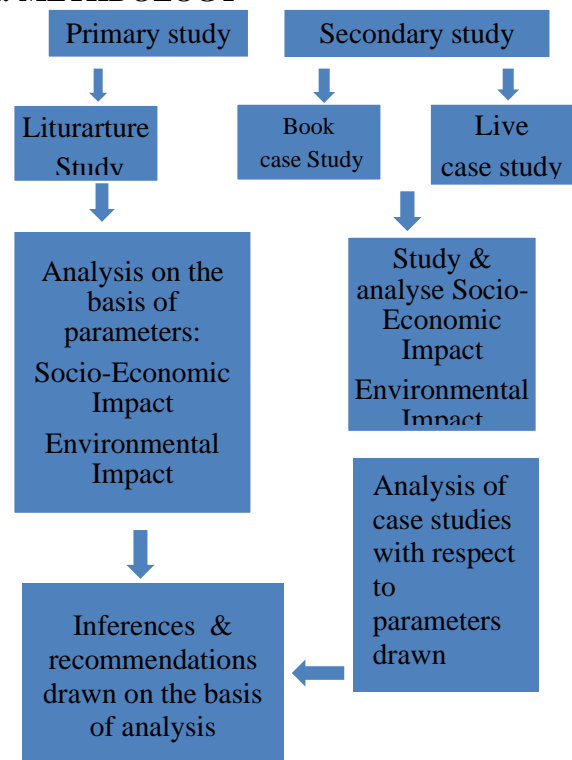 METHDOLOGY
Primary study
Secondary study
Liturarture
Study
Book
case Study
Live
case study
Analysis on the
basis of
parameters:
Socio-Economic
Impact
Environmental
Impact
Study &
analyse Socio-
Economic
Impact
Environmental
Impact
Analysis of
case studies
with respect
to
parameters
drawn
Inferences &
recommendations
drawn on the basis
of analysis